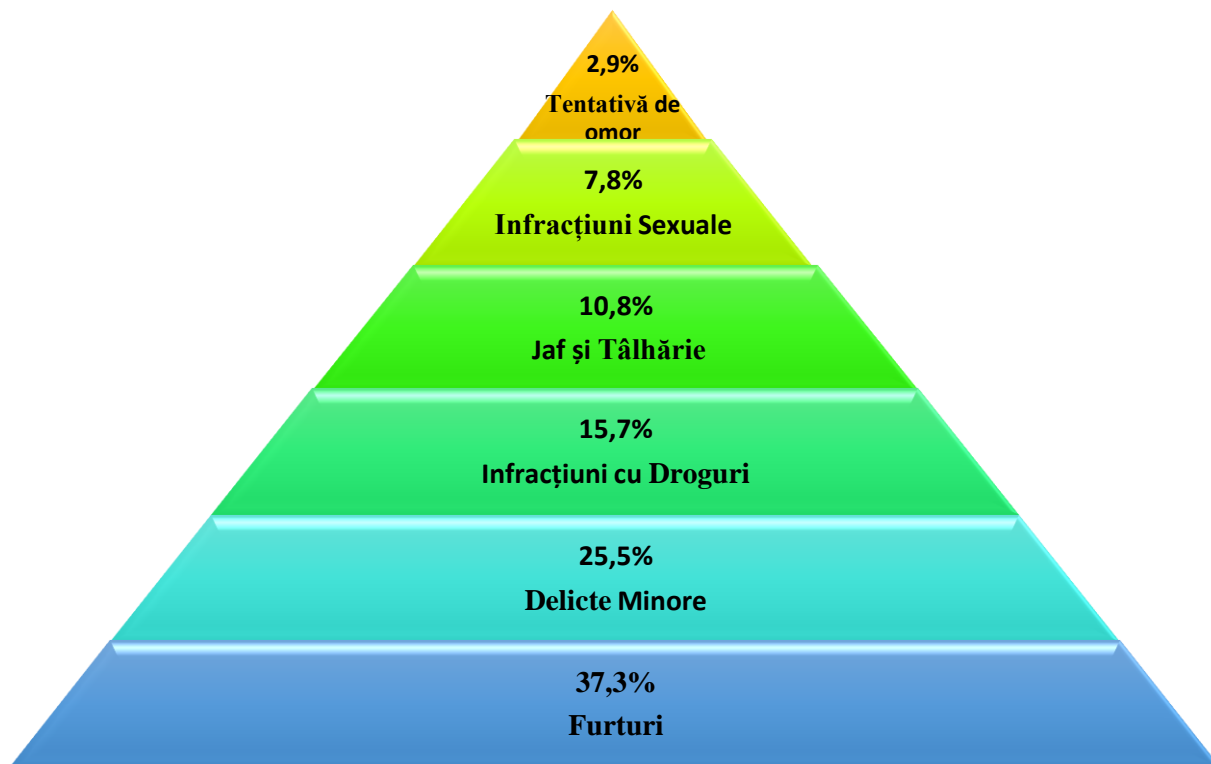 2,9%
Tentativă de
omor
7,8%
Infracțiuni Sexuale
10,8%
Jaf și Tâlhărie
15,7%
Infracțiuni cu Droguri
25,5%
Delicte Minore
37,3%
Furturi